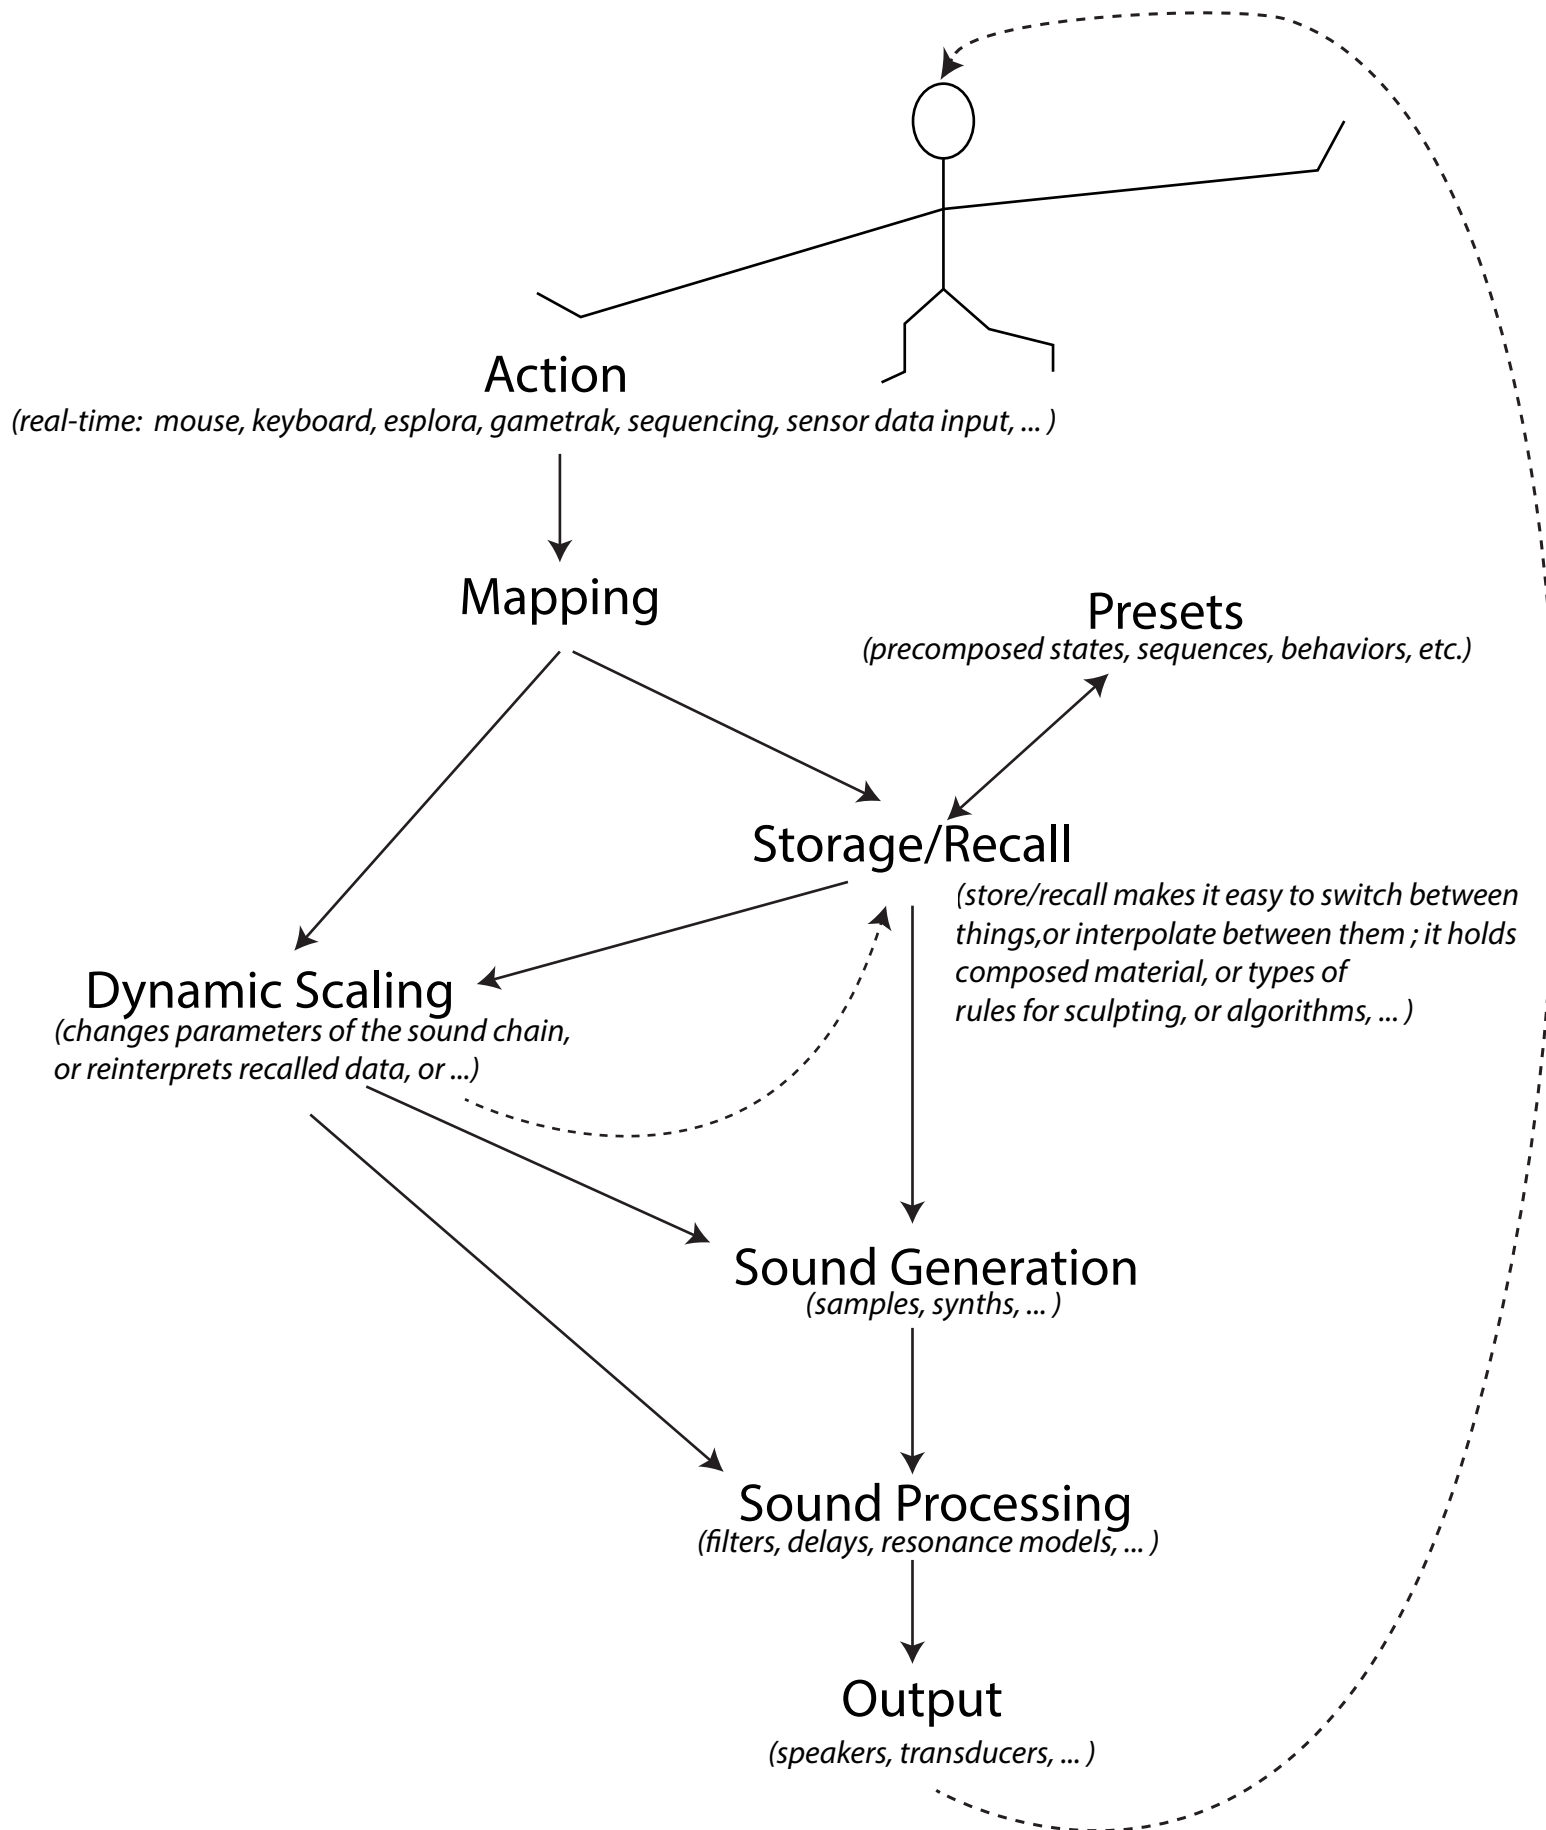 Action
(real-time:  mouse, keyboard, esplora, gametrak, sequencing, sensor data input, ... )
Mapping
Presets
(precomposed states, sequences, behaviors, etc.)
Storage/Recall
(store/recall makes it easy to switch between
things,or interpolate between them ; it holds
composed material, or types of
rules for sculpting, or algorithms, ... )
Dynamic Scaling
(changes parameters of the sound chain,
or reinterprets recalled data, or ...)
Sound Generation
(samples, synths, ... )
Sound Processing
(filters, delays, resonance models, ... )
Output
(speakers, transducers, ... )